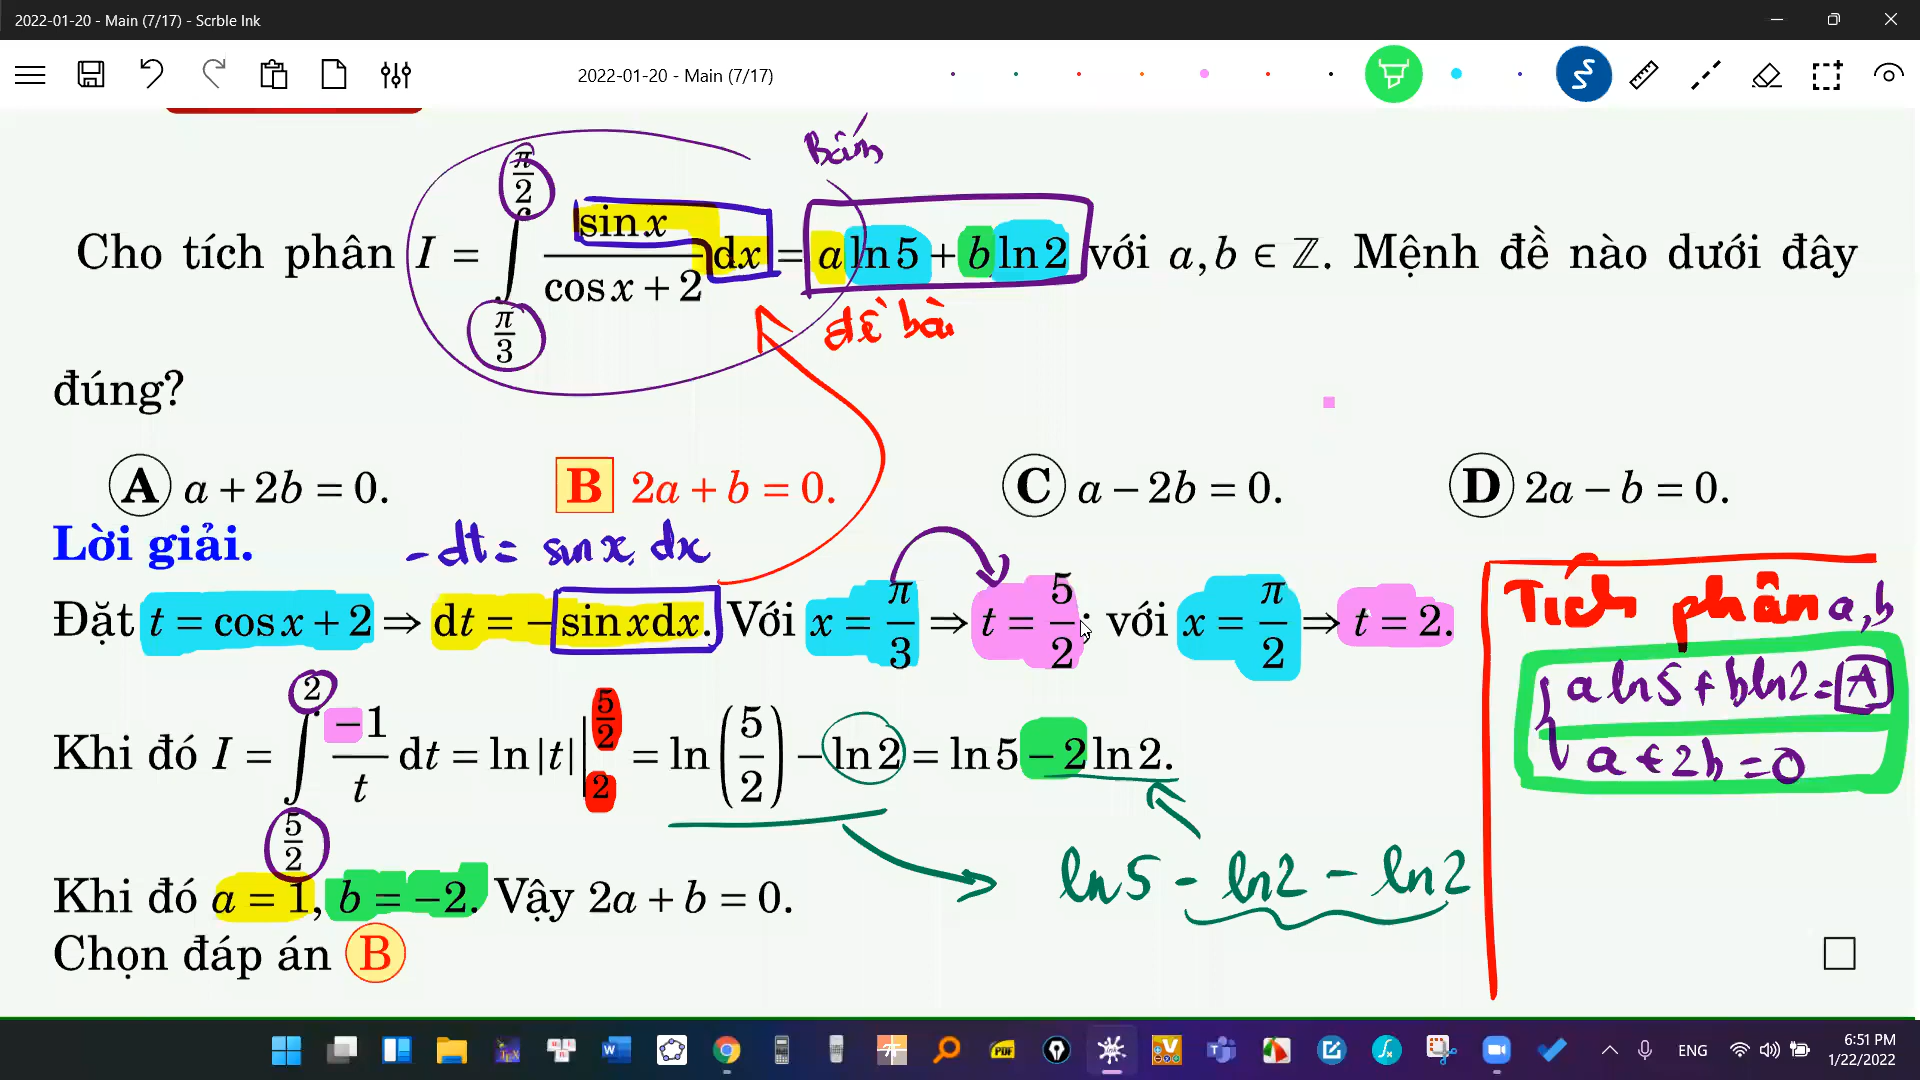 2022-01-20 - Main (7/17) - Scrble Ink
2022-01-20 - Main (7/17)
Bấm
Cho tích phân I = ∫_{π/3}^{π/2} sin x / (cos x + 2) dx = a ln 5 + b ln 2 với a, b ∈ ℤ. Mệnh đề nào dưới đây
đề bài
đúng?
A a + 2b = 0. B 2a + b = 0. C a − 2b = 0. D 2a − b = 0.
Lời giải. -dt = sin x. dx
Đặt t = cos x + 2 ⇒ dt = − sin x dx. Với x = π/3 ⇒ t = 5/2; với x = π/2 ⇒ t = 2.
Tích phân a,b
a ln5 + b ln2 = A
a + 2b = 0
Khi đó I = ∫_{5/2}^{2} −1/t dt = ln |t| |_{2}^{5/2} = ln (5/2) − ln 2 = ln 5 − 2 ln 2.
ln5 - ln2 - ln2
Khi đó a = 1, b = −2. Vậy 2a + b = 0.
Chọn đáp án B
ENG
6:51 PM
1/22/2022